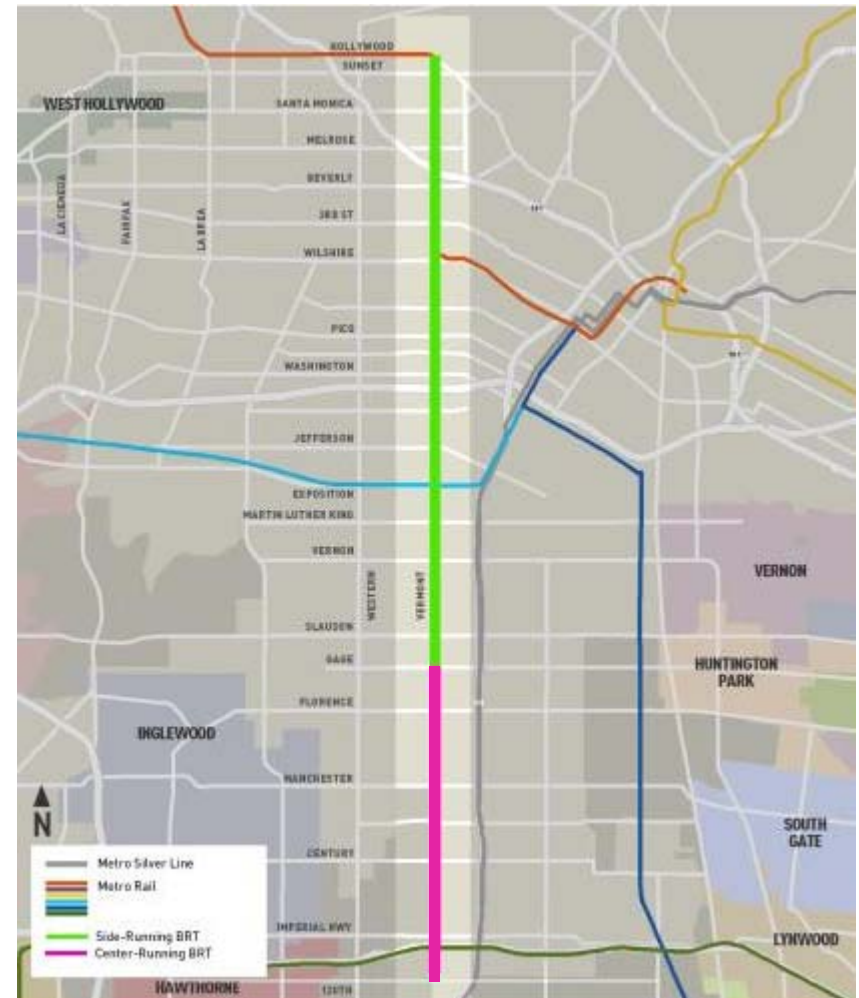 HOLLYWOOD
SUNSET
WEST HOLLYWOOD
SANTA MONICA
MELROSE
BEVERLY
LA CIENEGA
FAIRFAX
LA BREA
3RD ST
101
WILSHIRE
PICO
WASHINGTON
JEFFERSON
EXPOSITION
MARTIN LUTHER KING
VERNON
WESTERN
VERMONT
VERNON
SLAUSON
GAGE
HUNTINGTON
PARK
FLORENCE
INGLEWOOD
MANCHESTER
N
SOUTH
GATE
CENTURY
Metro Silver Line
Metro Rail
Side-Running BRT
Center-Running BRT
IMPERIAL HWY
LYNWOOD
HAWTHORNE
120TH